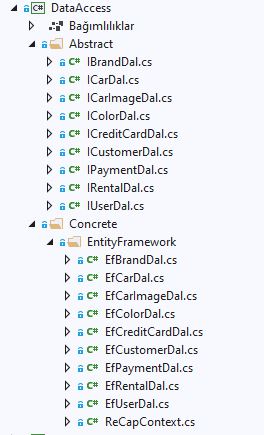 DataAccess
Bağımlılıklar
Abstract
C# IBrandDal.cs
C# ICarDal.cs
C# ICarImageDal.cs
C# IColorDal.cs
C# ICreditCardDal.cs
C# ICustomerDal.cs
C# IPaymentDal.cs
C# IRentalDal.cs
C# IUserDal.cs
Concrete
EntityFramework
C# EfBrandDal.cs
C# EfCarDal.cs
C# EfCarImageDal.cs
C# EfColorDal.cs
C# EfCreditCardDal.cs
C# EfCustomerDal.cs
C# EfPaymentDal.cs
C# EfRentalDal.cs
C# EfUserDal.cs
C# ReCapContext.cs